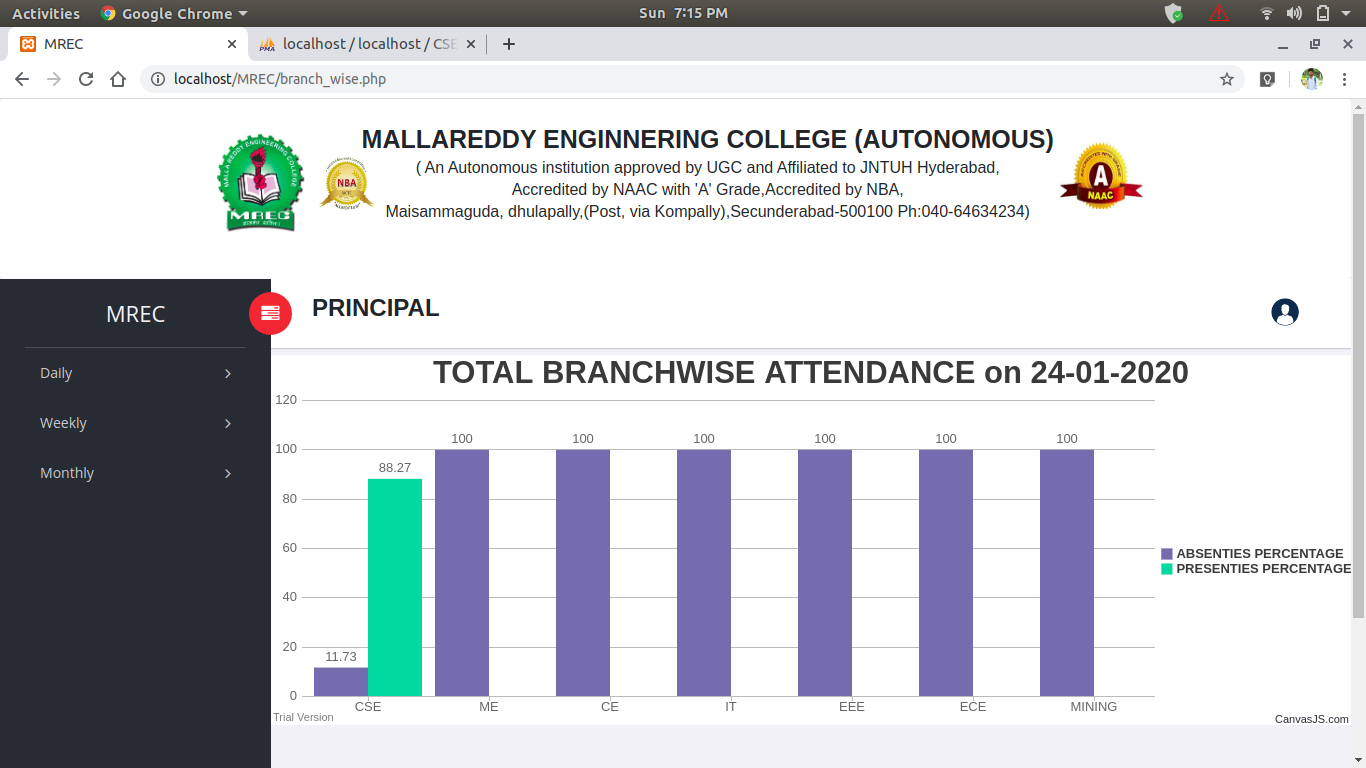 Activities Google Chrome Sun 7:15 PM
MREC localhost / localhost / CSE
localhost/MREC/branch_wise.php
MALLAREDDY ENGINNERING COLLEGE (AUTONOMOUS)
( An Autonomous institution approved by UGC and Affiliated to JNTUH Hyderabad,
Accredited by NAAC with 'A' Grade,Accredited by NBA,
Maisammaguda, dhulapally,(Post, via Kompally),Secunderabad-500100 Ph:040-64634234)
MALLA REDDY ENGINEERING COLLEGE
MREC
NBA
A
NAAC
MREC
PRINCIPAL
Daily
Weekly
Monthly
TOTAL BRANCHWISE ATTENDANCE on 24-01-2020
120
100
80
60
40
20
0
11.73
88.27
100
100
100
100
100
100
CSE ME CE IT EEE ECE MINING
ABSENTIES PERCENTAGE
PRESENTIES PERCENTAGE
Trial Version
CanvasJS.com